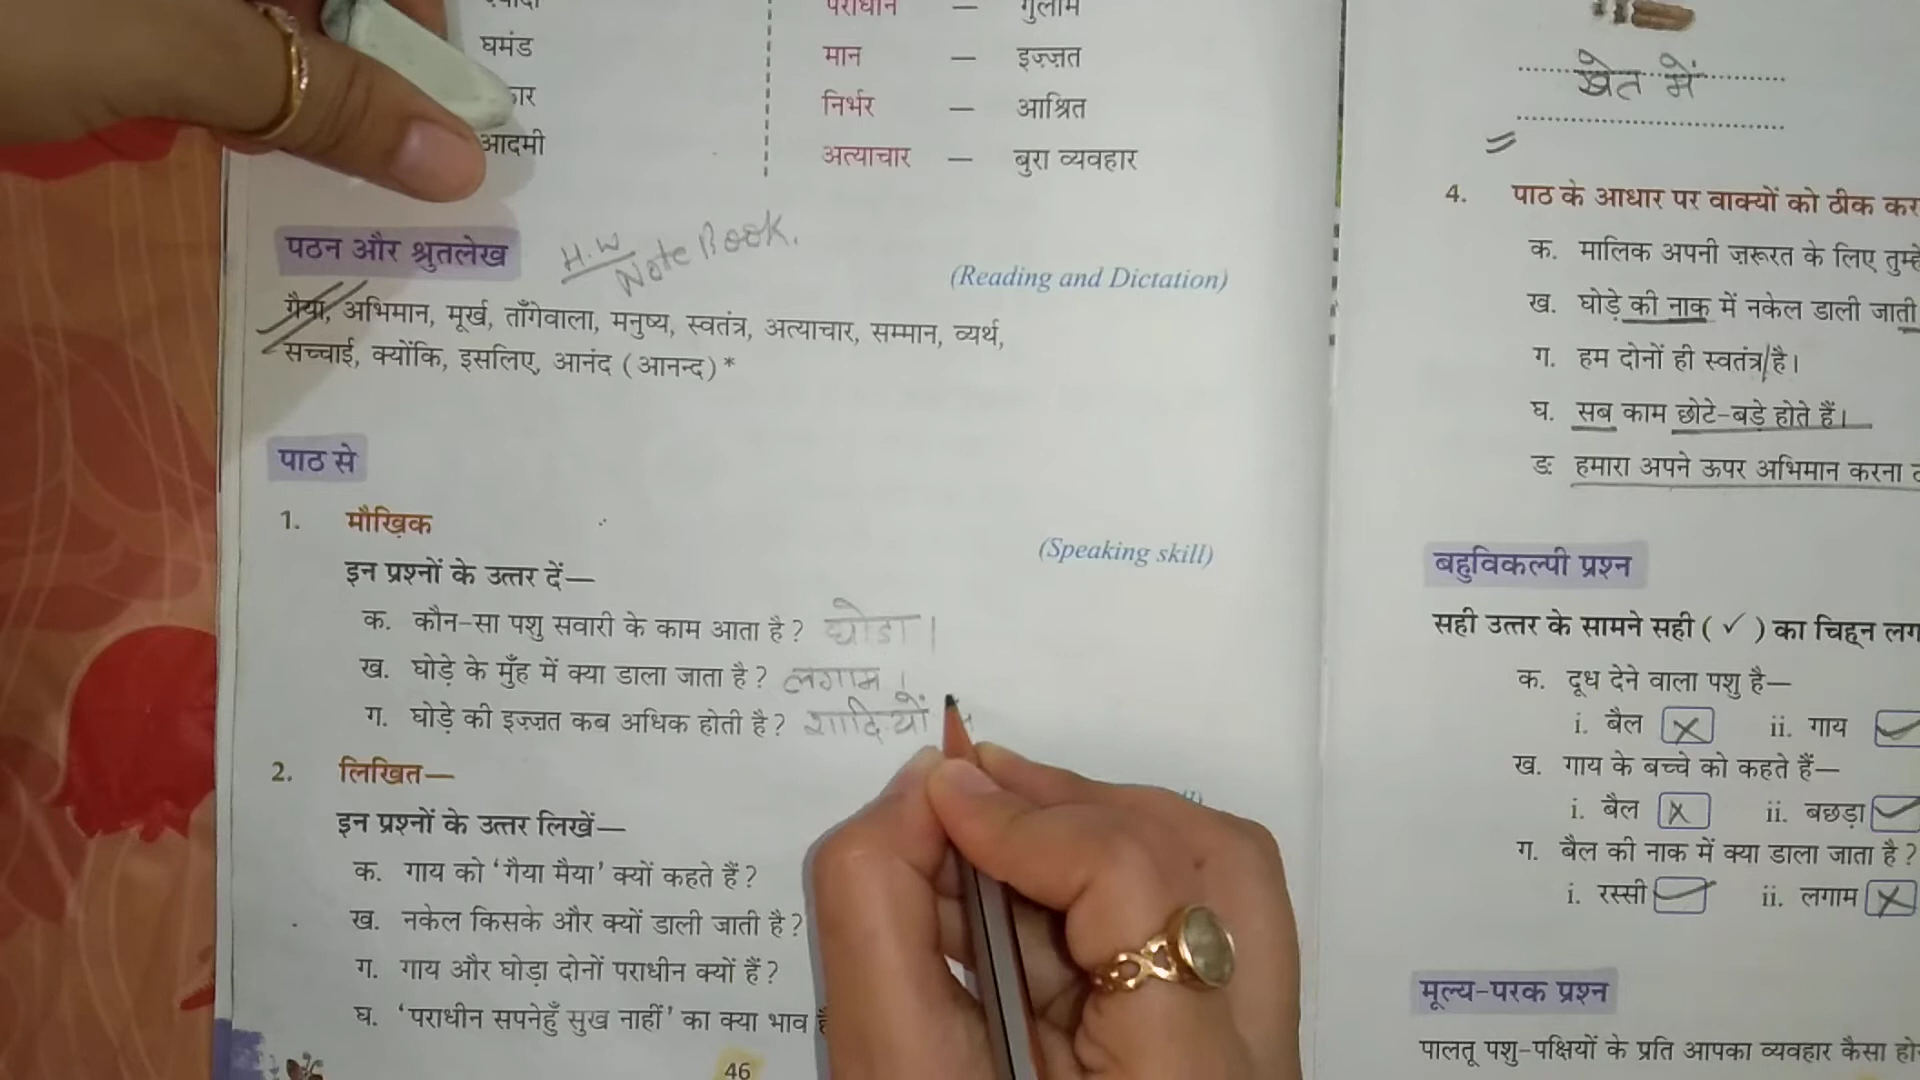 पराधीन — गुलाम
घमंड
मान — इज़्ज़त
निर्भर — आश्रित
आदमी
अत्याचार — बुरा व्यवहार
पठन और श्रुतलेख
H.W
NoteBook.
(Reading and Dictation)
गैया, अभिमान, मूर्ख, ताँगेवाला, मनुष्य, स्वतंत्र, अत्याचार, सम्मान, व्यर्थ,
सच्चाई, क्योंकि, इसलिए, आनंद (आनन्द)*
पाठ से
1. मौखिक
(Speaking skill)
इन प्रश्नों के उत्तर दें—
क. कौन-सा पशु सवारी के काम आता है? घोड़ा।
ख. घोड़े के मुँह में क्या डाला जाता है? लगाम।
ग. घोड़े की इज़्ज़त कब अधिक होती है? शादियों
2. लिखित—
इन प्रश्नों के उत्तर लिखें—
क. गाय को 'गैया मैया' क्यों कहते हैं?
ख. नकेल किसके और क्यों डाली जाती है?
ग. गाय और घोड़ा दोनों पराधीन क्यों हैं?
घ. 'पराधीन सपनेहुँ सुख नाहीं' का क्या भाव
46
खेत में
4. पाठ के आधार पर वाक्यों को ठीक कर
क. मालिक अपनी ज़रूरत के लिए तुम्हे
ख. घोड़े की नाक में नकेल डाली जाती
ग. हम दोनों ही स्वतंत्र है।
घ. सब काम छोटे-बड़े होते हैं।
ङ हमारा अपने ऊपर अभिमान करना
बहुविकल्पी प्रश्न
सही उत्तर के सामने सही (✓) का चिह्न लग
क. दूध देने वाला पशु है—
i. बैल ii. गाय
ख. गाय के बच्चे को कहते हैं—
i. बैल ii. बछड़ा
ग. बैल की नाक में क्या डाला जाता है?
i. रस्सी ii. लगाम
मूल्य-परक प्रश्न
पालतू पशु-पक्षियों के प्रति आपका व्यवहार कैसा हो